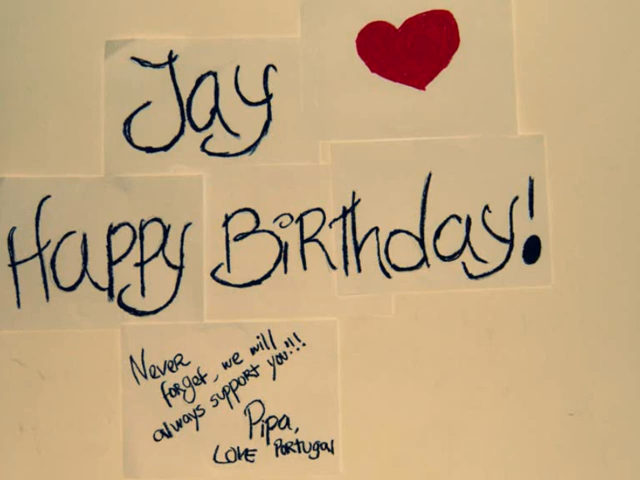 Jay
Happy Birthday!
Never
forget, we will
always support you!!!
Pipa,
Love Portugal